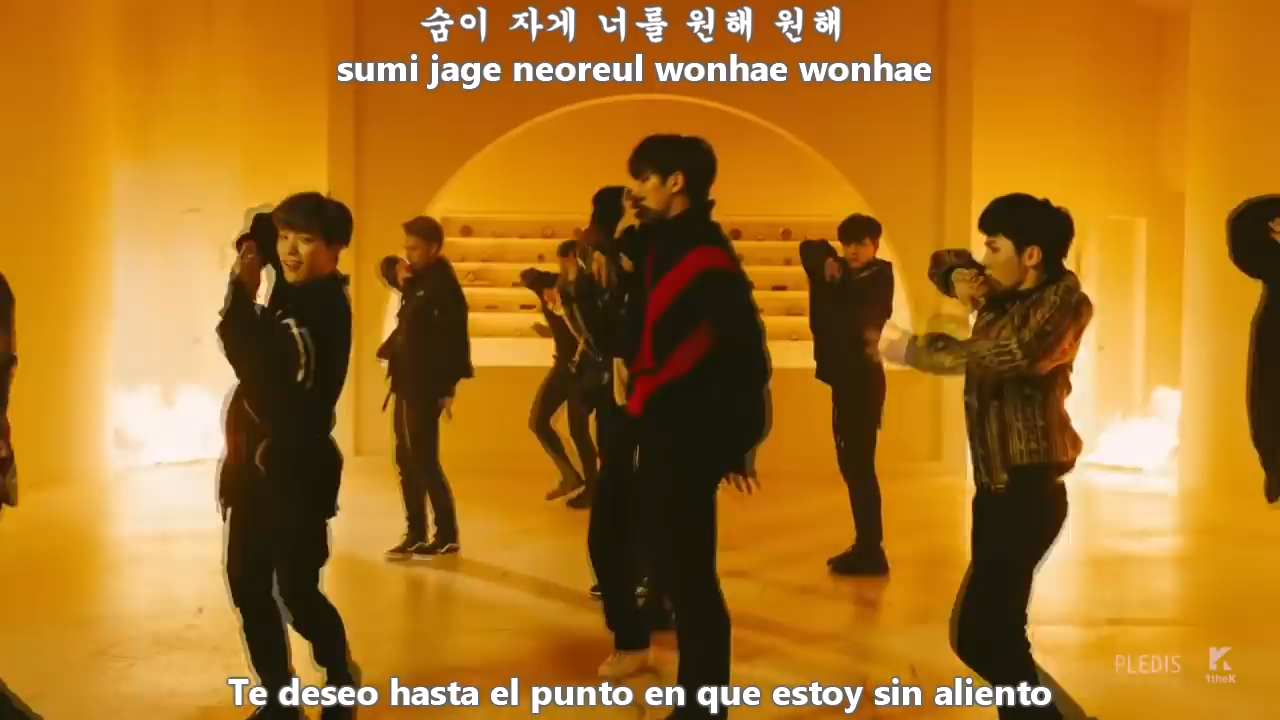 숨이 자게 너를 원해 원해
sumi jage neoreul wonhae wonhae
PLEDIS
1theK
Te deseo hasta el punto en que estoy sin aliento